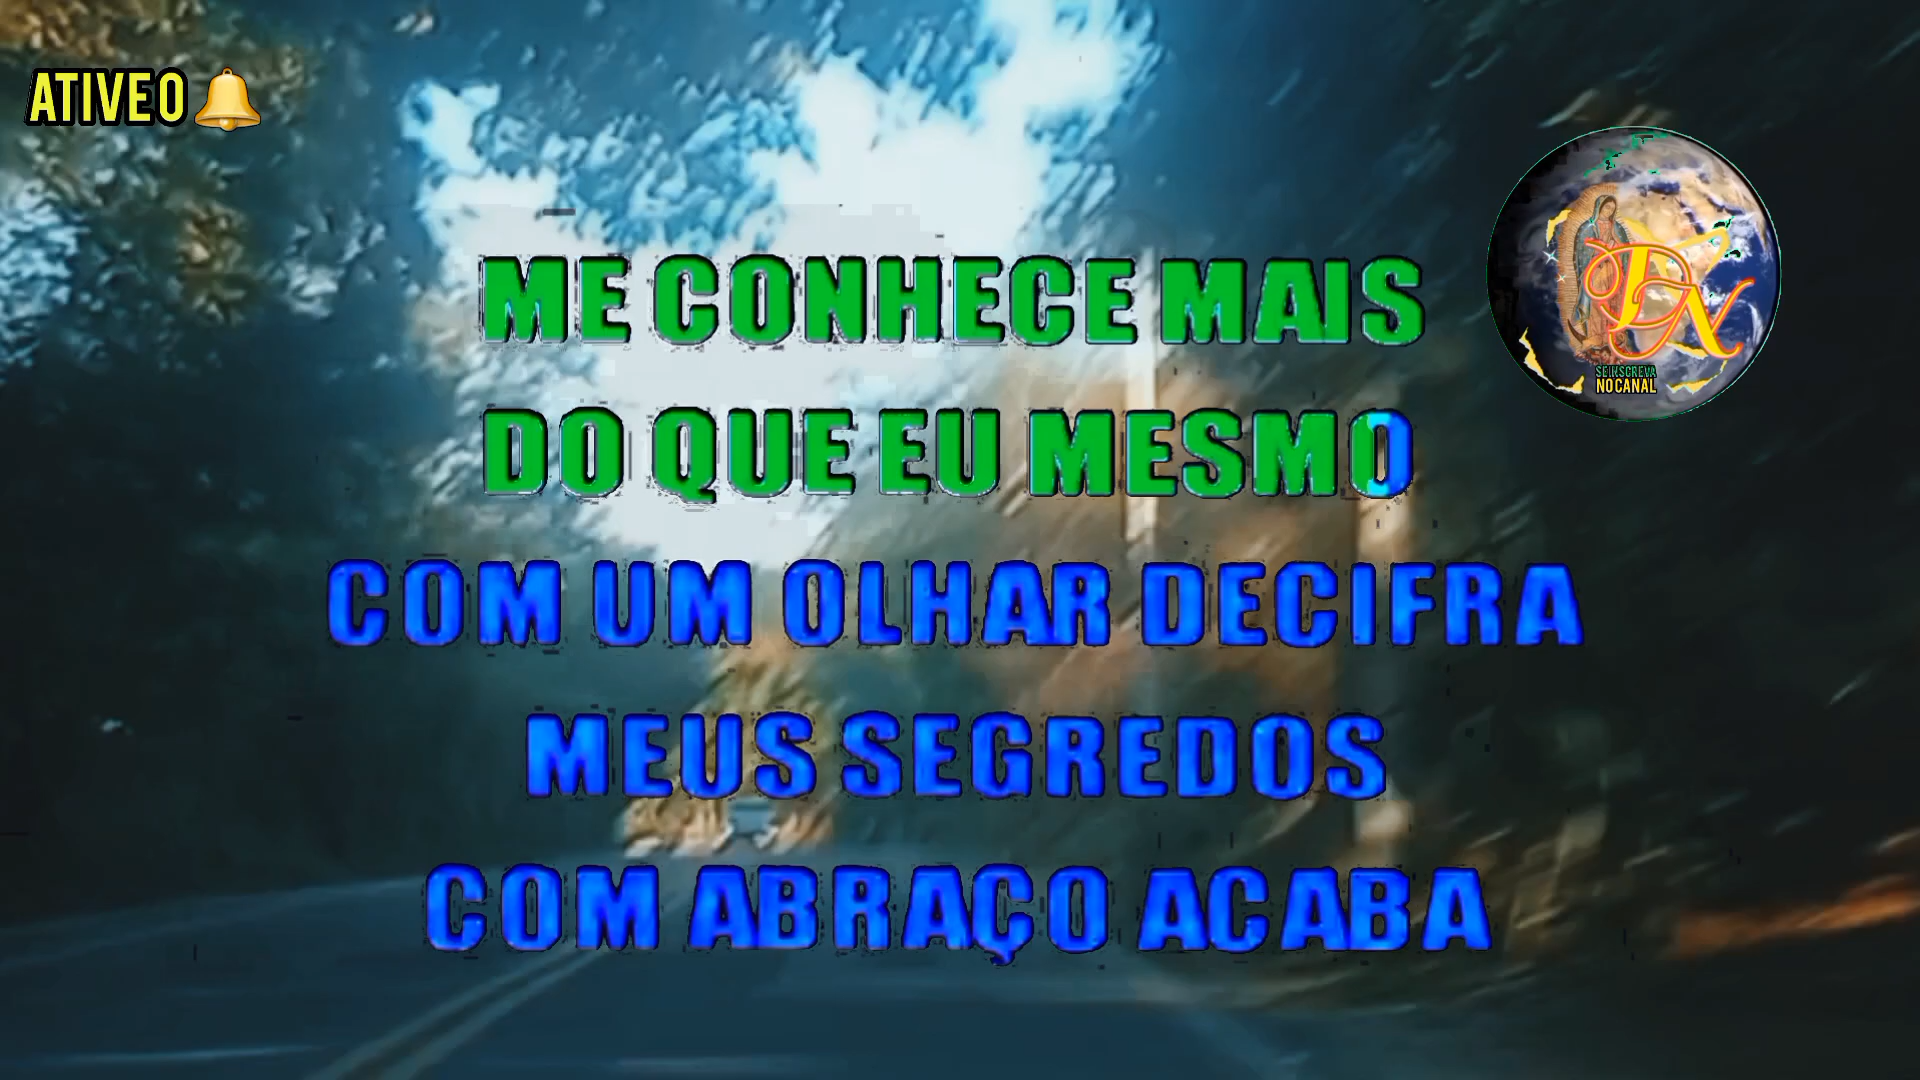 ATIVE O
ME CONHECE MAIS
DO QUE EU MESMO
COM UM OLHAR DECIFRA
MEUS SEGREDOS
COM ABRAÇO ACABA
SE INSCREVA
NO CANAL